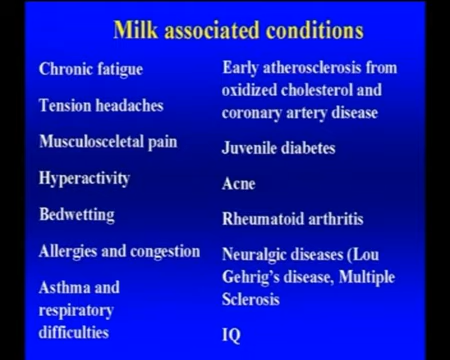 Milk associated conditions
Chronic fatigue
Tension headaches
Musculosceletal pain
Hyperactivity
Bedwetting
Allergies and congestion
Asthma and
respiratory
difficulties
Early atherosclerosis from
oxidized cholesterol and
coronary artery disease
Juvenile diabetes
Acne
Rheumatoid arthritis
Neuralgic diseases (Lou
Gehrig's disease, Multiple
Sclerosis
IQ